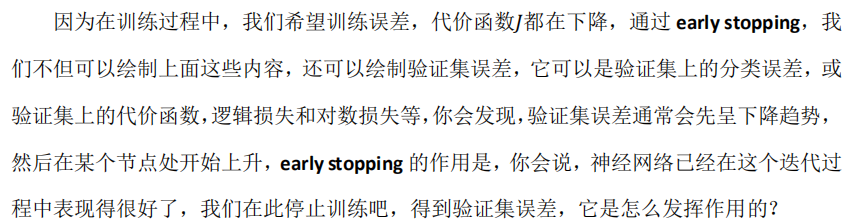 因为在训练过程中，我们希望训练误差，代价函数J都在下降，通过 early stopping，我
们不但可以绘制上面这些内容，还可以绘制验证集误差，它可以是验证集上的分类误差，或
验证集上的代价函数，逻辑损失和对数损失等，你会发现，验证集误差通常会先呈下降趋势，
然后在某个节点处开始上升，early stopping 的作用是，你会说，神经网络已经在这个迭代过
程中表现得很好了，我们在此停止训练吧，得到验证集误差，它是怎么发挥作用的？